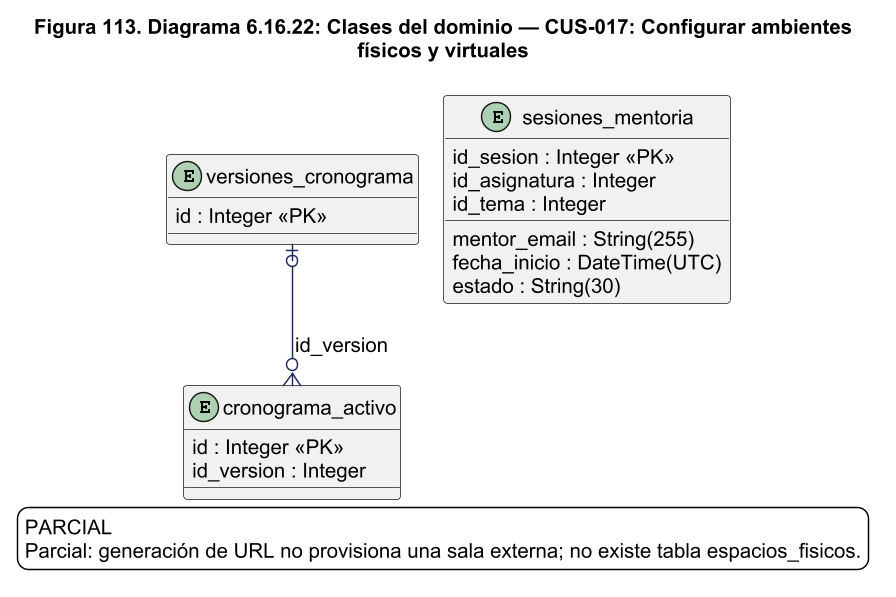 Figura 113. Diagrama 6.16.22: Clases del dominio — CUS-017: Configurar ambientes
físicos y virtuales
E versiones_cronograma
id : Integer «PK»
E sesiones_mentoria
id_sesion : Integer «PK»
id_asignatura : Integer
id_tema : Integer
mentor_email : String(255)
fecha_inicio : DateTime(UTC)
estado : String(30)
id_version
E cronograma_activo
id : Integer «PK»
id_version : Integer
PARCIAL
Parcial: generación de URL no provisiona una sala externa; no existe tabla espacios_fisicos.